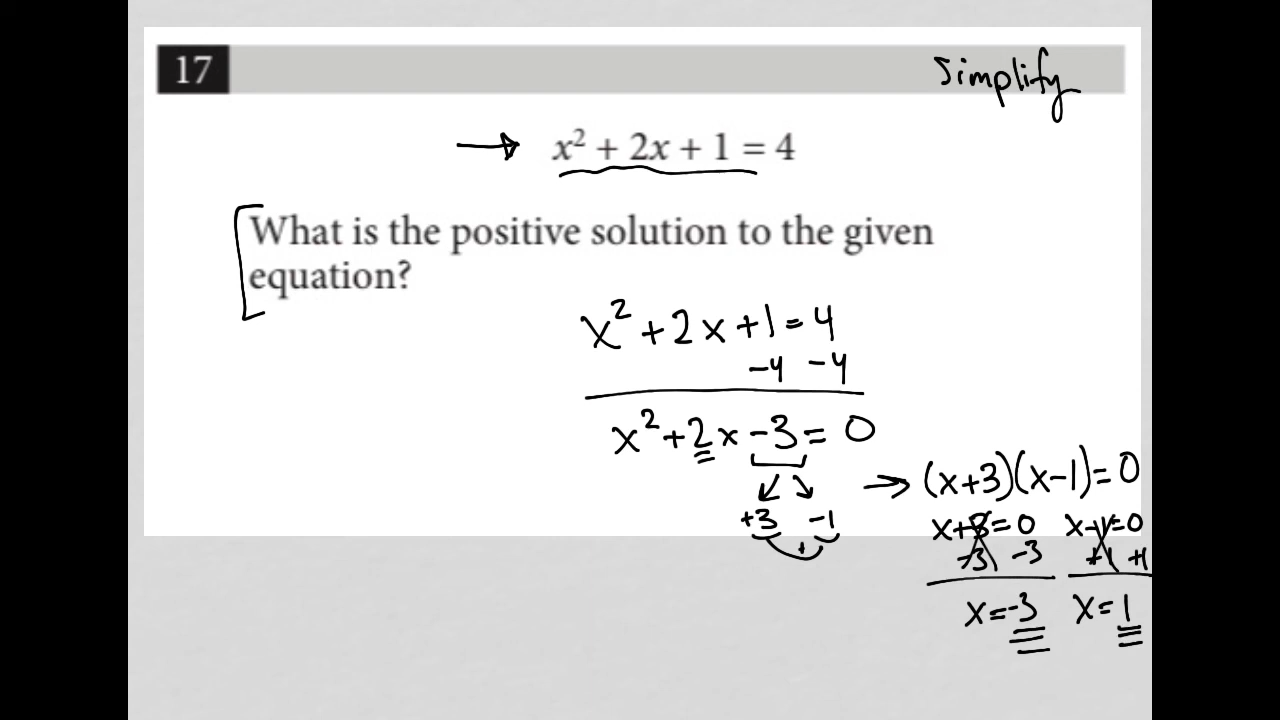 17
Simplify
→ x² + 2x + 1 = 4
What is the positive solution to the given
equation?
x² + 2x + 1 = 4
-4 -4
x² + 2x - 3 = 0
→ (x+3)(x-1) = 0
+3 -1
+
x+3=0 x-1=0
-3 -3 +1 +1
x=-3 x=1